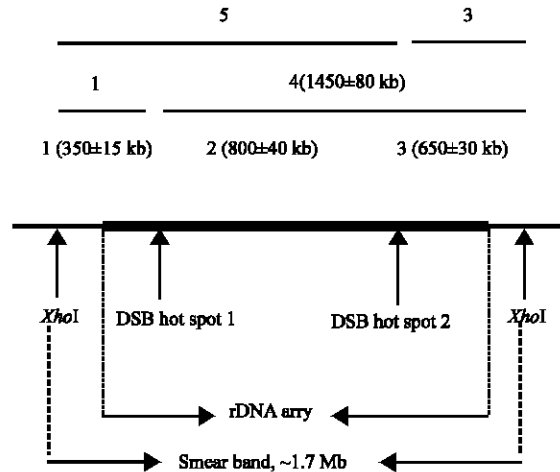 5 3
1 4(1450±80 kb)
1 (350±15 kb) 2 (800±40 kb) 3 (650±30 kb)
XhoI DSB hot spot 1 DSB hot spot 2 XhoI
rDNA arry
Smear band, ~1.7 Mb